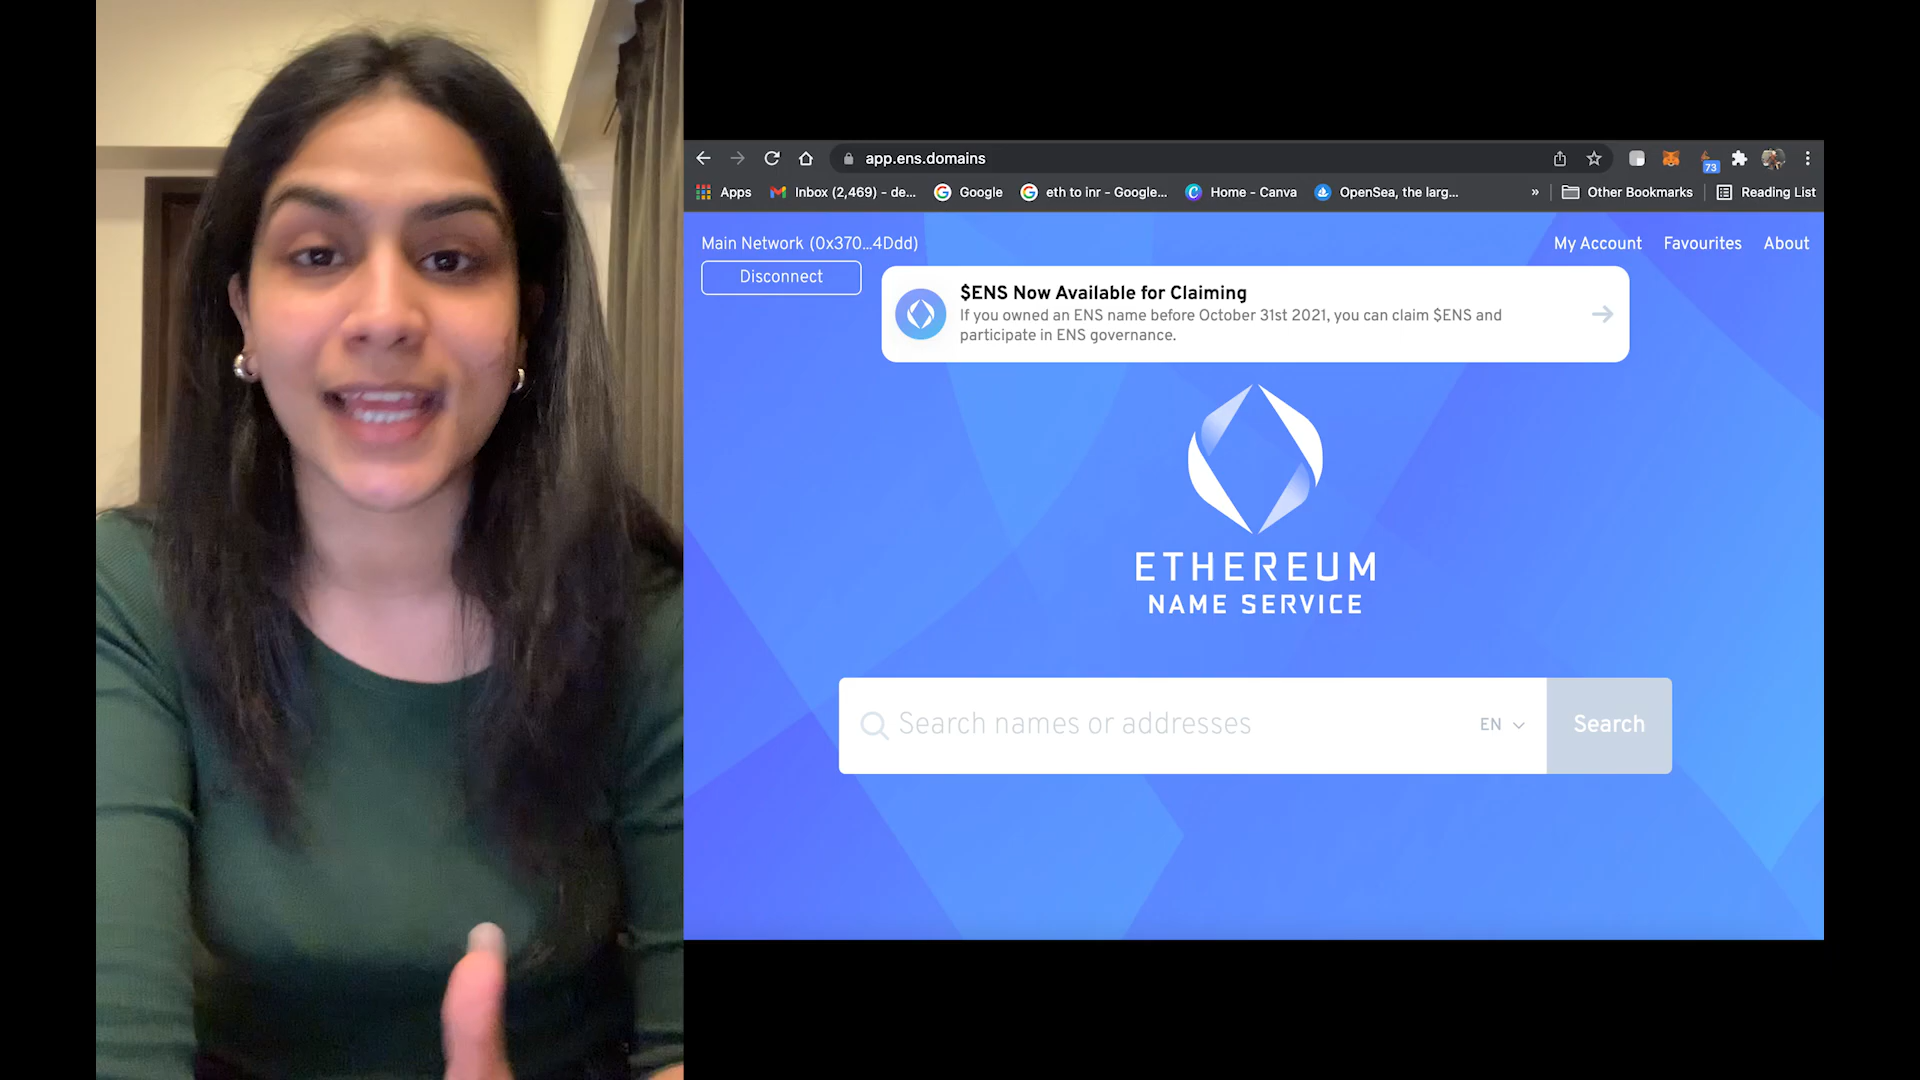 app.ens.domains
73
Apps Inbox (2,469) - de... Google eth to inr - Google... Home - Canva OpenSea, the larg... » Other Bookmarks Reading List
Main Network (0x370...4Ddd) My Account Favourites About
Disconnect
$ENS Now Available for Claiming
If you owned an ENS name before October 31st 2021, you can claim $ENS and
participate in ENS governance.
ETHEREUM
NAME SERVICE
Search names or addresses EN Search